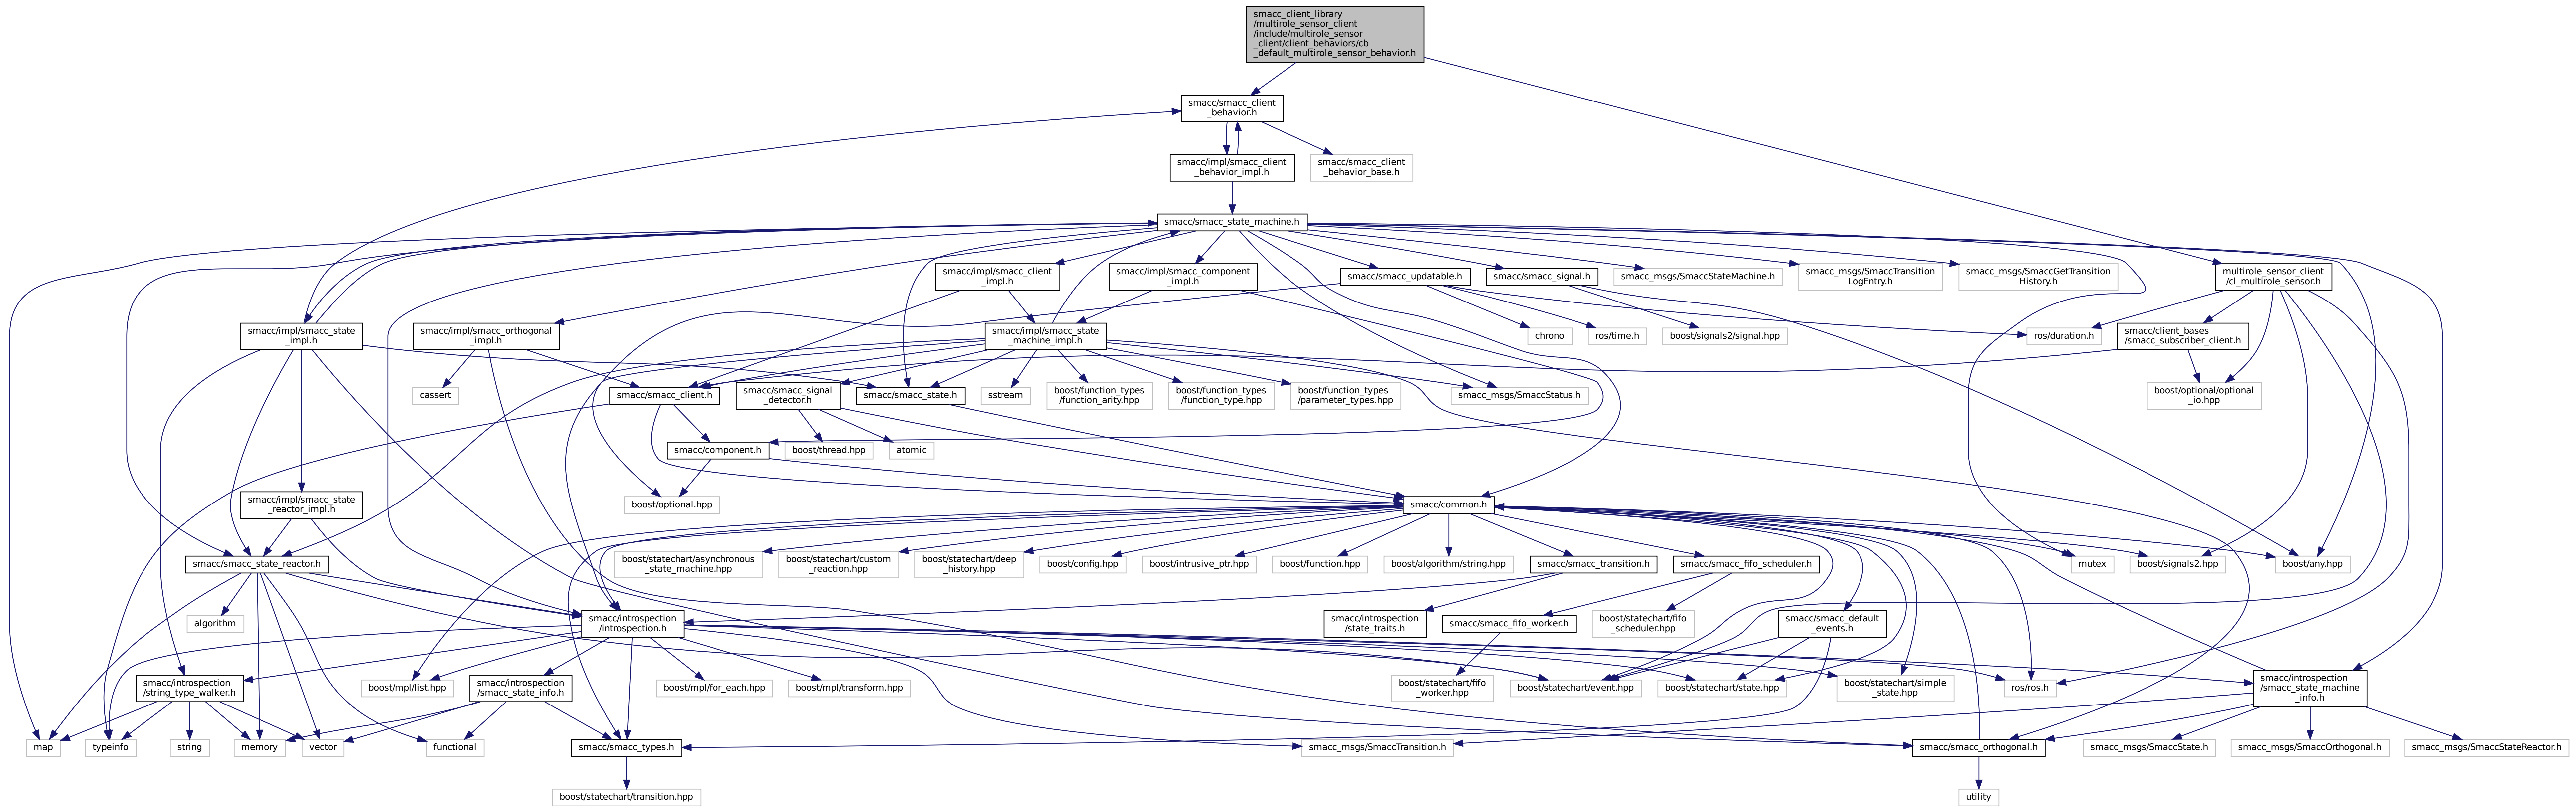 smacc_client_library
/multirole_sensor_client
/include/multirole_sensor
_client/client_behaviors/cb
_default_multirole_sensor_behavior.h
smacc/smacc_client
_behavior.h
smacc/impl/smacc_client
_behavior_impl.h
smacc/smacc_client
_behavior_base.h
smacc/smacc_state_machine.h
smacc/impl/smacc_client
_impl.h
smacc/impl/smacc_component
_impl.h
smacc/smacc_updatable.h
smacc/smacc_signal.h
smacc_msgs/SmaccStateMachine.h
smacc_msgs/SmaccTransition
LogEntry.h
smacc_msgs/SmaccGetTransition
History.h
multirole_sensor_client
/cl_multirole_sensor.h
smacc/impl/smacc_state
_impl.h
smacc/impl/smacc_orthogonal
_impl.h
smacc/impl/smacc_state
_machine_impl.h
chrono
ros/time.h
boost/signals2/signal.hpp
ros/duration.h
smacc/client_bases
/smacc_subscriber_client.h
cassert
smacc/smacc_client.h
smacc/smacc_signal
_detector.h
smacc/smacc_state.h
sstream
boost/function_types
/function_arity.hpp
boost/function_types
/function_type.hpp
boost/function_types
/parameter_types.hpp
smacc_msgs/SmaccStatus.h
boost/optional/optional
_io.hpp
smacc/component.h
boost/thread.hpp
atomic
smacc/impl/smacc_state
_reactor_impl.h
boost/optional.hpp
smacc/common.h
smacc/smacc_state_reactor.h
boost/statechart/asynchronous
_state_machine.hpp
boost/statechart/custom
_reaction.hpp
boost/statechart/deep
_history.hpp
boost/config.hpp
boost/intrusive_ptr.hpp
boost/function.hpp
boost/algorithm/string.hpp
smacc/smacc_transition.h
smacc/smacc_fifo_scheduler.h
mutex
boost/signals2.hpp
boost/any.hpp
algorithm
smacc/introspection
/introspection.h
smacc/introspection
/state_traits.h
smacc/smacc_fifo_worker.h
boost/statechart/fifo
_scheduler.hpp
smacc/smacc_default
_events.h
smacc/introspection
/string_type_walker.h
boost/mpl/list.hpp
smacc/introspection
/smacc_state_info.h
boost/mpl/for_each.hpp
boost/mpl/transform.hpp
boost/statechart/fifo
_worker.hpp
boost/statechart/event.hpp
boost/statechart/state.hpp
boost/statechart/simple
_state.hpp
ros/ros.h
smacc/introspection
/smacc_state_machine
_info.h
map
typeinfo
string
memory
vector
functional
smacc/smacc_types.h
smacc_msgs/SmaccTransition.h
smacc/smacc_orthogonal.h
smacc_msgs/SmaccState.h
smacc_msgs/SmaccOrthogonal.h
smacc_msgs/SmaccStateReactor.h
boost/statechart/transition.hpp
utility